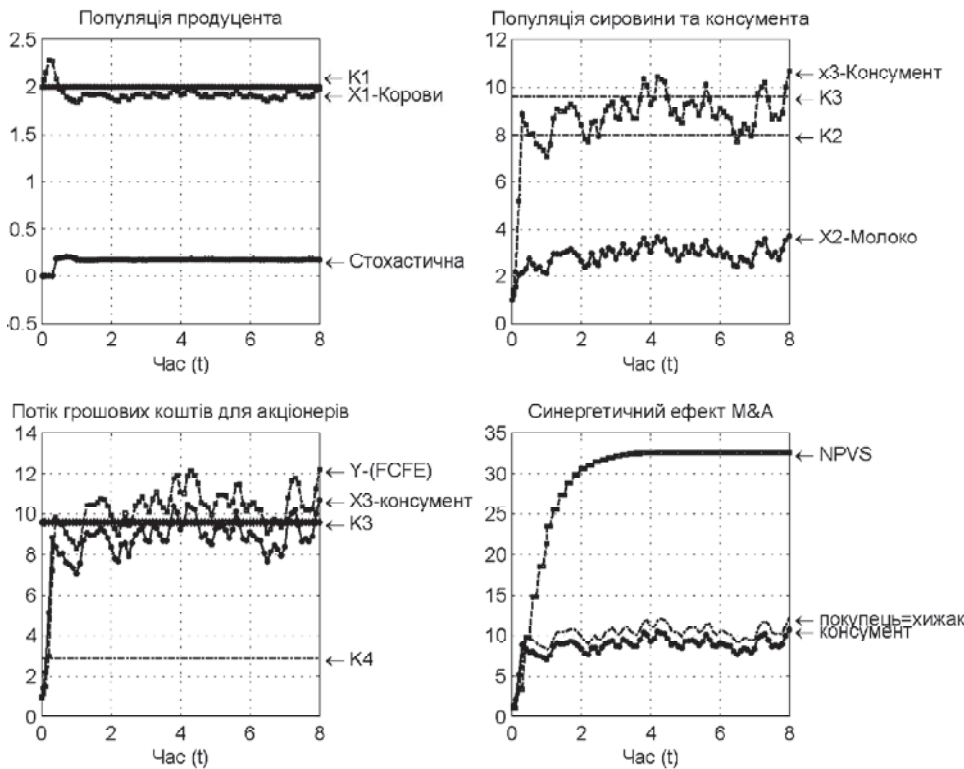 Популяція продуцента
2.5
2
1.5
1
0.5
0
-0.5
0 2 4 6 8
Час (t)
← K1
← X1-Корови
← Стохастична
Популяція сировини та консумента
12
10
8
6
4
2
0
0 2 4 6 8
Час (t)
← x3-Консумент
← K3
← K2
← X2-Молоко
Потік грошових коштів для акціонерів
14
12
10
8
6
4
2
0
0 2 4 6 8
Час (t)
← Y-(FCFE)
← X3-консумент
← K3
← K4
Синергетичний ефект M&A
35
30
25
20
15
10
5
0
0 2 4 6 8
Час (t)
← NPVS
← покупець=хижак
← консумент